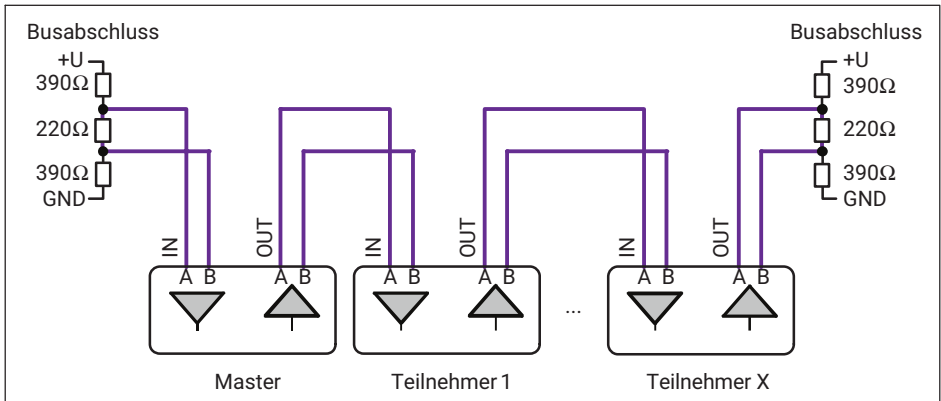 Busabschluss
+U
390Ω
220Ω
390Ω
GND
Busabschluss
+U
390Ω
220Ω
390Ω
GND
IN
OUT
IN
OUT
IN
OUT
A B
A B
A B
A B
A B
A B
...
Master
Teilnehmer 1
Teilnehmer X